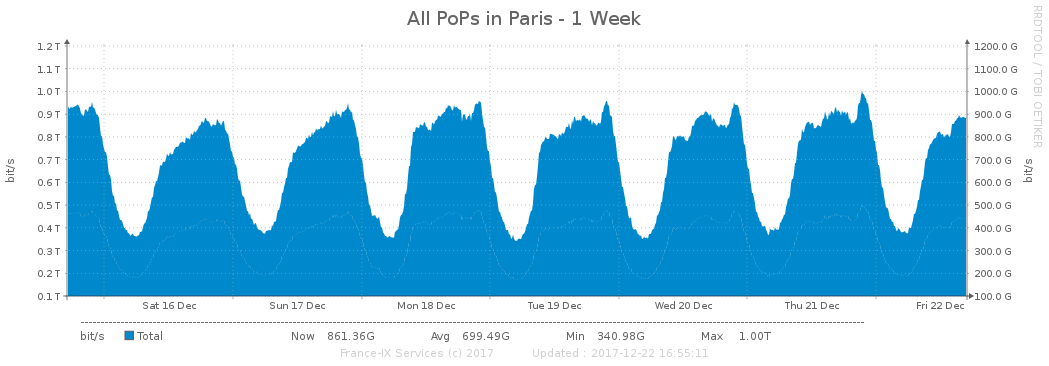 All PoPs in Paris - 1 Week
RRDTOOL / TOBI OETIKER
1.2 T 1200.0 G
1.1 T 1100.0 G
1.0 T 1000.0 G
0.9 T 900.0 G
0.8 T 800.0 G
0.7 T 700.0 G
0.6 T 600.0 G
0.5 T 500.0 G
0.4 T 400.0 G
0.3 T 300.0 G
0.2 T 200.0 G
0.1 T 100.0 G
bit/s
bit/s
Sat 16 Dec Sun 17 Dec Mon 18 Dec Tue 19 Dec Wed 20 Dec Thu 21 Dec Fri 22 Dec
bit/s Total Now 861.36G Avg 699.49G Min 340.98G Max 1.00T
France-IX Services (c) 2017 Updated : 2017-12-22 16:55:11